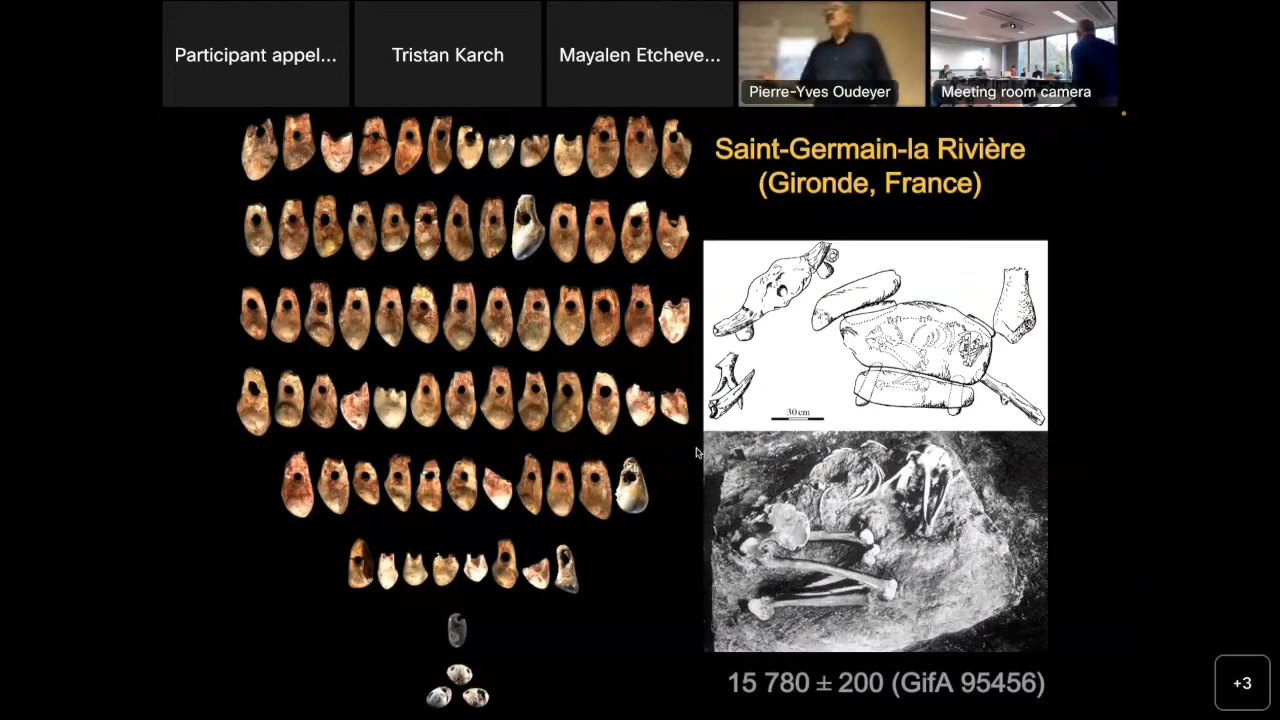 Participant appel...
Tristan Karch
Mayalen Etcheve...
Pierre-Yves Oudeyer
Meeting room camera
Saint-Germain-la Rivière
(Gironde, France)
30 cm
15 780 ± 200 (GifA 95456)
+3